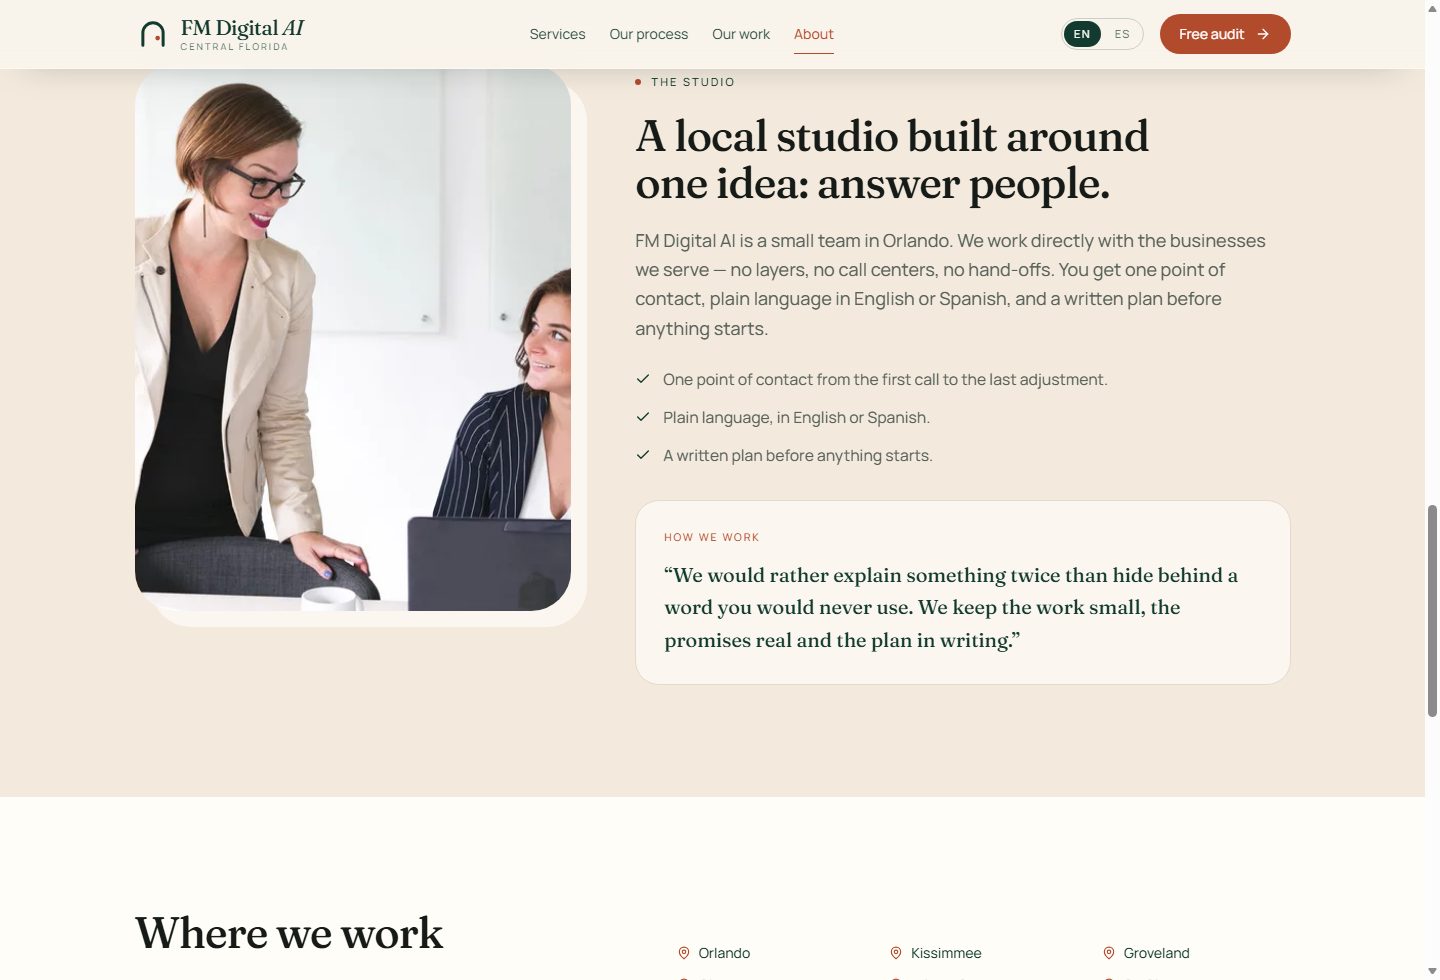 FM Digital AI
CENTRAL FLORIDA
Services
Our process
Our work
About
EN
ES
Free audit
THE STUDIO
A local studio built around
one idea: answer people.
FM Digital AI is a small team in Orlando. We work directly with the businesses
we serve — no layers, no call centers, no hand-offs. You get one point of
contact, plain language in English or Spanish, and a written plan before
anything starts.
One point of contact from the first call to the last adjustment.
Plain language, in English or Spanish.
A written plan before anything starts.
HOW WE WORK
“We would rather explain something twice than hide behind a
word you would never use. We keep the work small, the
promises real and the plan in writing.”
Where we work
Orlando
Kissimmee
Groveland